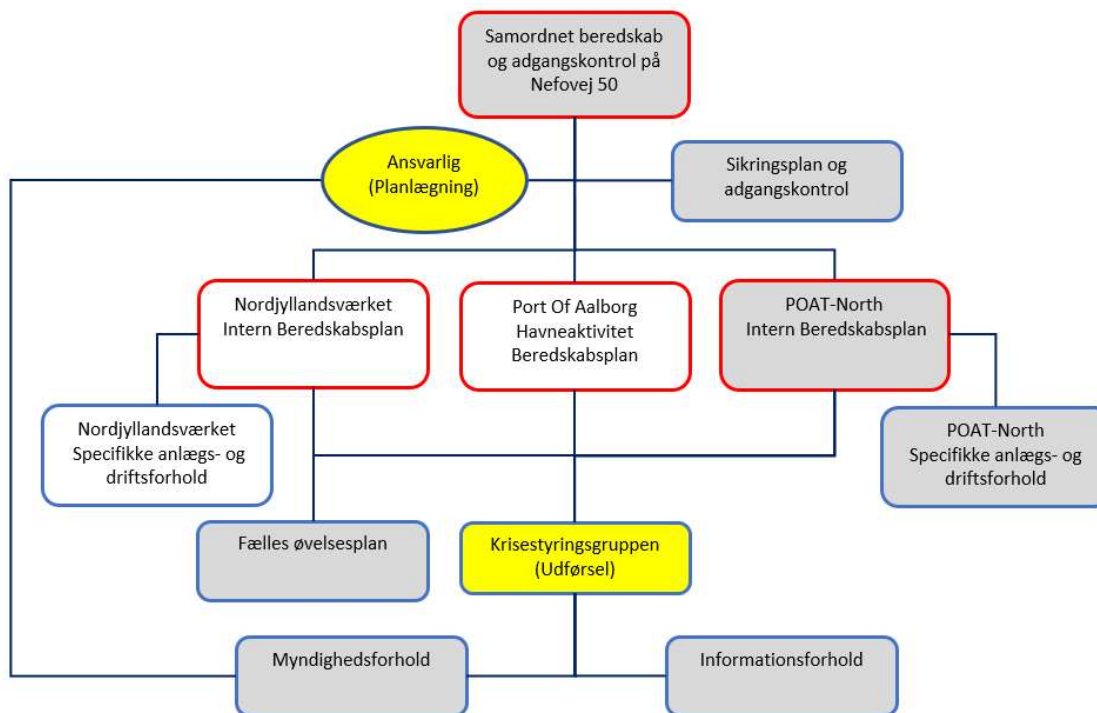 Samordnet beredskab
og adgangskontrol på
Nefovej 50
Ansvarlig
(Planlægning)
Sikringsplan og
adgangskontrol
Nordjyllandsværket
Intern Beredskabsplan
Port Of Aalborg
Havneaktivitet
Beredskabsplan
POAT-North
Intern Beredskabsplan
Nordjyllandsværket
Specifikke anlægs- og
driftsforhold
POAT-North
Specifikke anlægs- og
driftsforhold
Fælles øvelsesplan
Krisestyringsgruppen
(Udførsel)
Myndighedsforhold
Informationsforhold